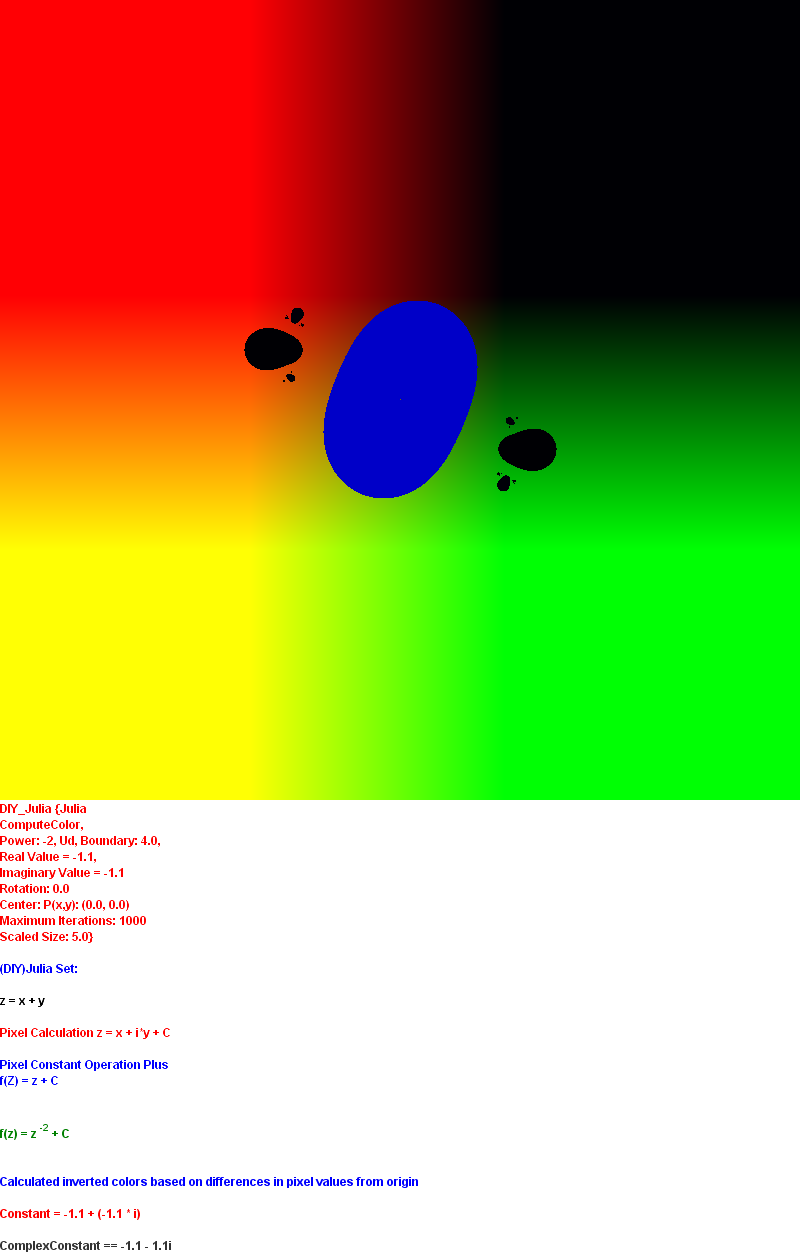 DIY_Julia {Julia
ComputeColor,
Power: -2, Ud, Boundary: 4.0,
Real Value = -1.1,
Imaginary Value = -1.1
Rotation: 0.0
Center: P(x,y): (0.0, 0.0)
Maximum Iterations: 1000
Scaled Size: 5.0}
(DIY)Julia Set:
z = x + y
Pixel Calculation z = x + i*y + C
Pixel Constant Operation Plus
f(Z) = z + C
f(z) = z -2 + C
Calculated inverted colors based on differences in pixel values from origin
Constant = -1.1 + (-1.1 * i)
ComplexConstant == -1.1 - 1.1i